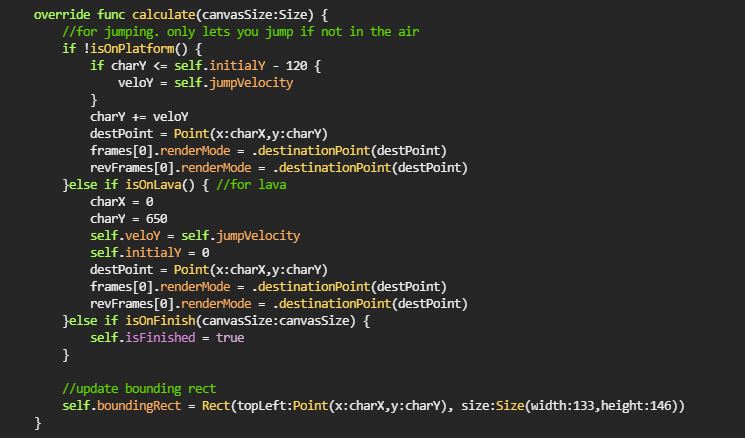 override func calculate(canvasSize:Size) {
//for jumping. only lets you jump if not in the air
if !isOnPlatform() {
if charY <= self.initialY - 120 {
veloY = self.jumpVelocity
}
charY += veloY
destPoint = Point(x:charX,y:charY)
frames[0].renderMode = .destinationPoint(destPoint)
revFrames[0].renderMode = .destinationPoint(destPoint)
}else if isOnLava() { //for lava
charX = 0
charY = 650
self.veloY = self.jumpVelocity
self.initialY = 0
destPoint = Point(x:charX,y:charY)
frames[0].renderMode = .destinationPoint(destPoint)
revFrames[0].renderMode = .destinationPoint(destPoint)
}else if isOnFinish(canvasSize:canvasSize) {
self.isFinished = true
}
//update bounding rect
self.boundingRect = Rect(topLeft:Point(x:charX,y:charY), size:Size(width:133,height:146))
}